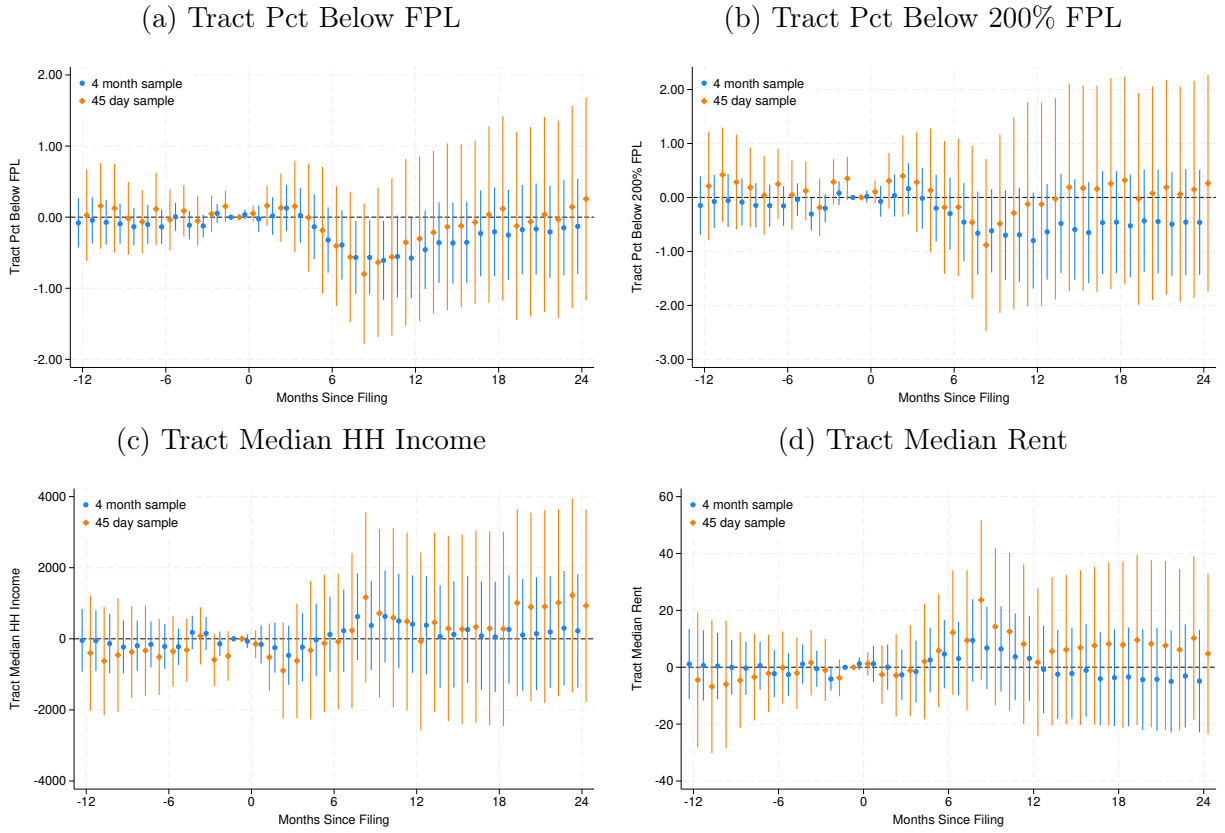 (a) Tract Pct Below FPL
2.00
1.00
0.00
-1.00
-2.00
Tract Pct Below FPL
4 month sample
45 day sample
-12 -6 0 6 12 18 24
Months Since Filing
(b) Tract Pct Below 200% FPL
2.00
1.00
0.00
-1.00
-2.00
-3.00
Tract Pct Below 200% FPL
4 month sample
45 day sample
-12 -6 0 6 12 18 24
Months Since Filing
(c) Tract Median HH Income
4000
2000
0
-2000
-4000
Tract Median HH Income
4 month sample
45 day sample
-12 -6 0 6 12 18 24
Months Since Filing
(d) Tract Median Rent
60
40
20
0
-20
-40
Tract Median Rent
4 month sample
45 day sample
-12 -6 0 6 12 18 24
Months Since Filing